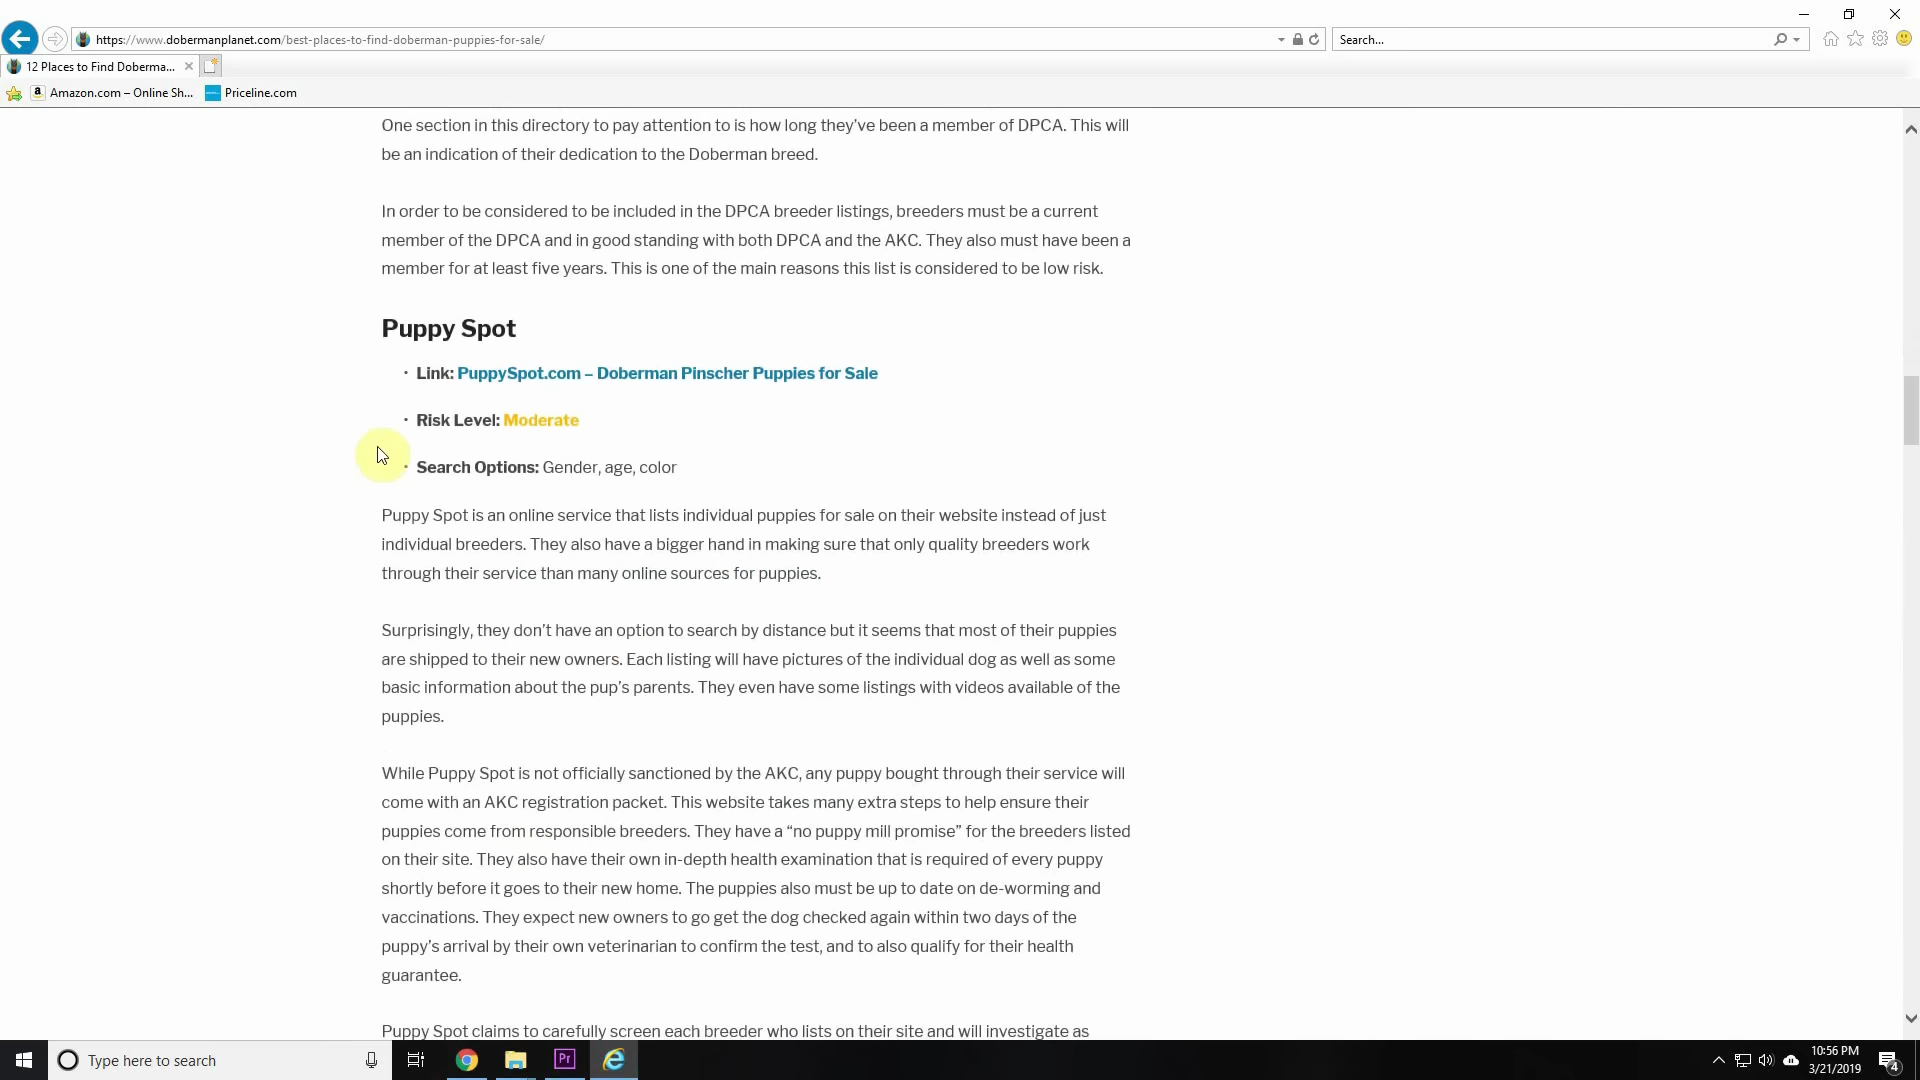 https://www.dobermanplanet.com/best-places-to-find-doberman-puppies-for-sale/
Search...
12 Places to Find Doberma...
Amazon.com – Online Sh...
Priceline.com
One section in this directory to pay attention to is how long they’ve been a member of DPCA. This will
be an indication of their dedication to the Doberman breed.
In order to be considered to be included in the DPCA breeder listings, breeders must be a current
member of the DPCA and in good standing with both DPCA and the AKC. They also must have been a
member for at least five years. This is one of the main reasons this list is considered to be low risk.
Puppy Spot
• Link: PuppySpot.com – Doberman Pinscher Puppies for Sale
• Risk Level: Moderate
• Search Options: Gender, age, color
Puppy Spot is an online service that lists individual puppies for sale on their website instead of just
individual breeders. They also have a bigger hand in making sure that only quality breeders work
through their service than many online sources for puppies.
Surprisingly, they don’t have an option to search by distance but it seems that most of their puppies
are shipped to their new owners. Each listing will have pictures of the individual dog as well as some
basic information about the pup’s parents. They even have some listings with videos available of the
puppies.
While Puppy Spot is not officially sanctioned by the AKC, any puppy bought through their service will
come with an AKC registration packet. This website takes many extra steps to help ensure their
puppies come from responsible breeders. They have a “no puppy mill promise” for the breeders listed
on their site. They also have their own in-depth health examination that is required of every puppy
shortly before it goes to their new home. The puppies also must be up to date on de-worming and
vaccinations. They expect new owners to go get the dog checked again within two days of the
puppy’s arrival by their own veterinarian to confirm the test, and to also qualify for their health
guarantee.
Puppy Spot claims to carefully screen each breeder who lists on their site and will investigate as
Type here to search
Pr
10:56 PM
3/21/2019
4